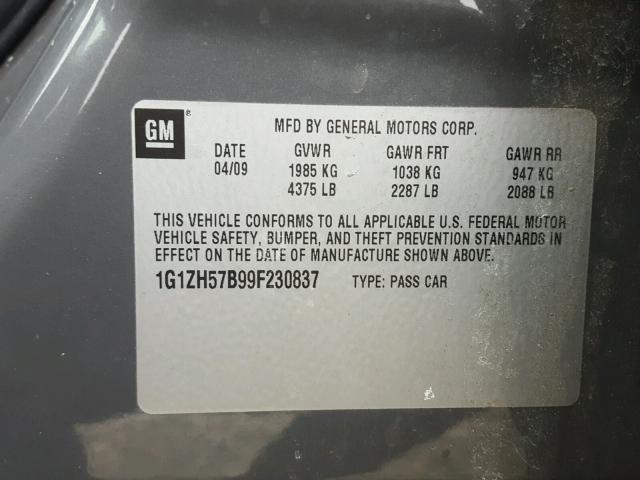 GM ®
MFD BY GENERAL MOTORS CORP.
DATE GVWR GAWR FRT GAWR RR
04/09 1985 KG 1038 KG 947 KG
4375 LB 2287 LB 2088 LB
THIS VEHICLE CONFORMS TO ALL APPLICABLE U.S. FEDERAL MOTOR
VEHICLE SAFETY, BUMPER, AND THEFT PREVENTION STANDARDS IN
EFFECT ON THE DATE OF MANUFACTURE SHOWN ABOVE.
1G1ZH57B99F230837 TYPE: PASS CAR